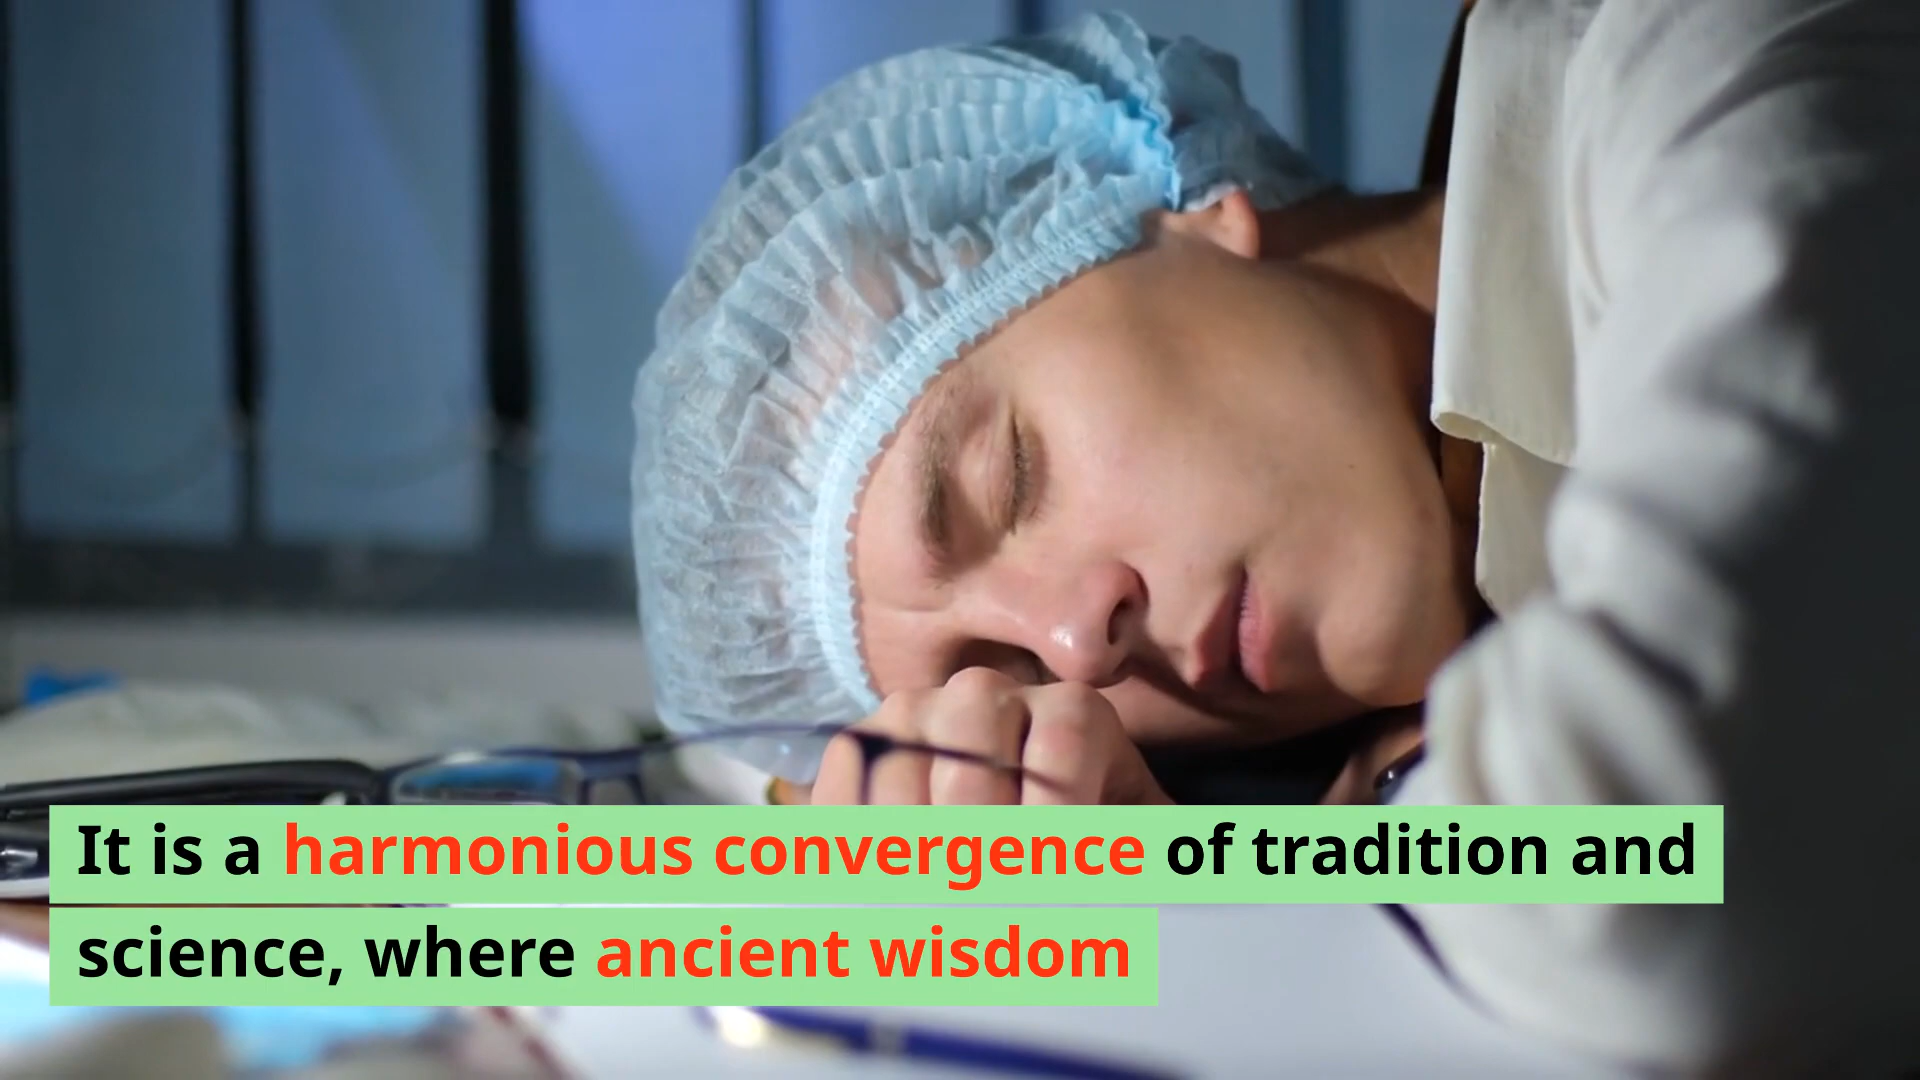 It is a harmonious convergence of tradition and
science, where ancient wisdom